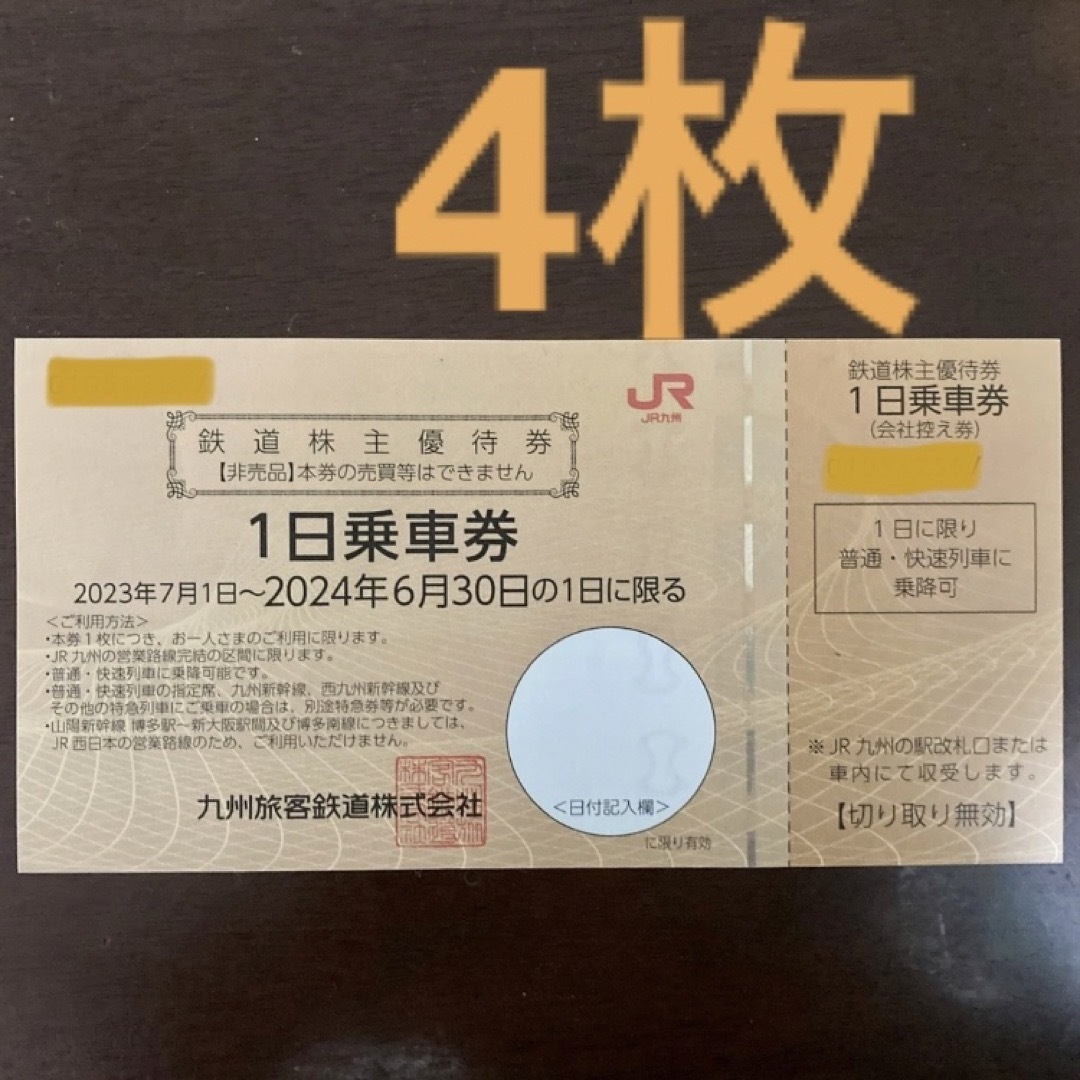 4枚
JR
JR九州
鉄道株主優待券
【非売品】本券の売買等はできません
1日乗車券
2023年7月1日～2024年6月30日の1日に限る
＜ご利用方法＞
・本券1枚につき、お一人さまのご利用に限ります。
・JR九州の営業路線完結の区間に限ります。
・普通・快速列車に乗降可能です。
・普通・快速列車の指定席、九州新幹線、西九州新幹線及び
その他の特急列車にご乗車の場合は、別途特急券等が必要です。
・山陽新幹線 博多駅～新大阪駅間及び博多南線につきましては、
JR西日本の営業路線のため、ご利用いただけません。
九州旅客鉄道株式会社
＜日付記入欄＞
に限り有効
鉄道株主優待券
1日乗車券
(会社控え券)
1日に限り
普通・快速列車に
乗降可
※JR九州の駅改札口または
車内にて収受します。
【切り取り無効】